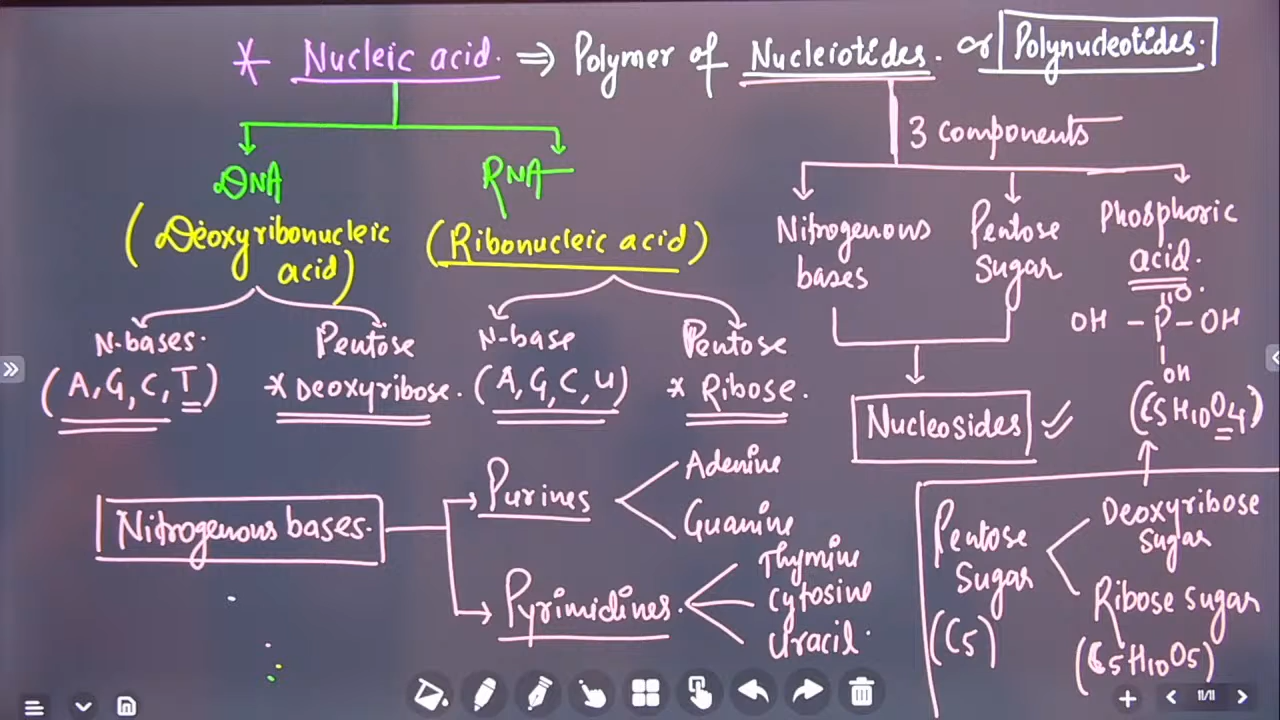 * Nucleic acid. ⇒ Polymer of Nucleiotides. or Polynucleotides.
3 components
DNA
RNA
(Deoxyribonucleic
acid)
(Ribonucleic acid)
Nitrogenous
bases
Pentose
Sugar
Phosphoric
acid.
O
OH - P - OH
OH
N-bases.
(A, G, C, T)
Pentose
* Deoxyribose.
N-base
(A, G, C, U)
Pentose
* Ribose.
Nucleosides
(C5H10O4)
Nitrogenous bases.
Purines
Adenine
Guanine
Pyrimidines.
Thymine
Cytosine
Uracil.
Pentose
Sugar
(C5)
Deoxyribose
Sugar
Ribose sugar
(C5H10O5)
11/11